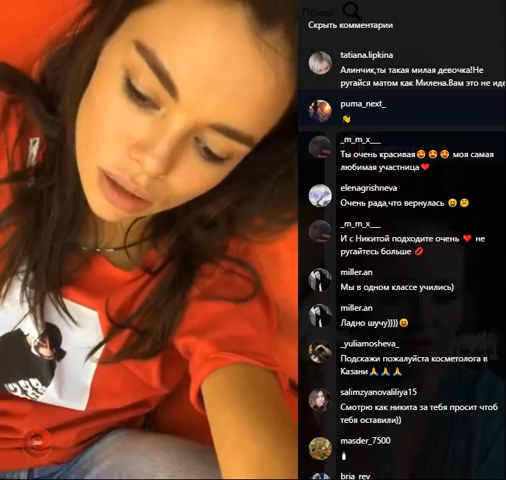 Поиск
Скрыть комментарии
tatiana.lipkina
Алинчик,ты такая милая девочка!Не
ругайся матом как Милена.Вам это не иде
puma_next_
_m_m_x___
Ты очень красивая😍😍😍 моя самая
любимая участница❤️
elenagrishneva
Очень рада,что вернулась
_m_m_x___
И с Никитой подходите очень ❤️ не
ругайтесь больше 💋
miller.an
Мы в одном классе учились)
miller.an
Ладно шучу))))
_yuliamosheva_
Подскажи пожалуйста косметолога в
Казани🙏🙏🙏
salimzyanovaliliya15
Смотрю как никита за тебя просит чтоб
тебя оставили))
masder_7500
bria_rey